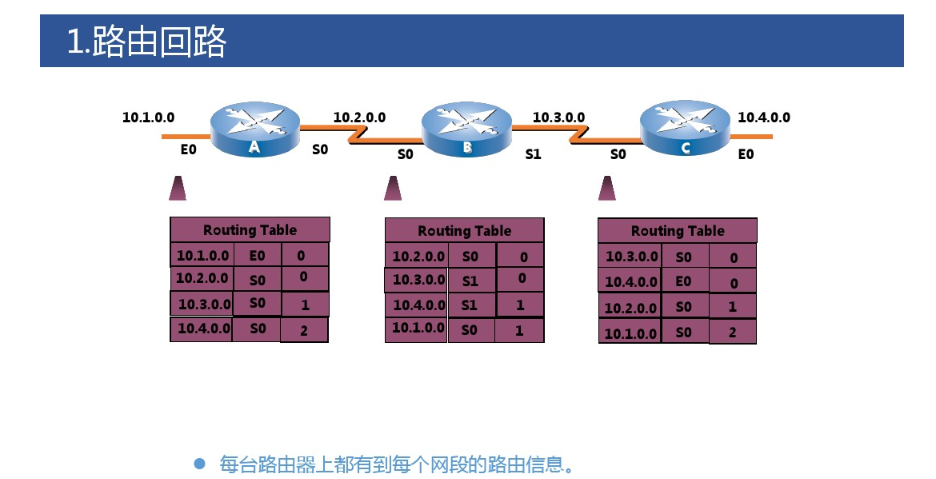 1.路由回路
10.1.0.0 10.2.0.0 10.3.0.0 10.4.0.0
E0 A S0 S0 B S1 S0 C E0
Routing Table
10.1.0.0 E0 0
10.2.0.0 S0 0
10.3.0.0 S0 1
10.4.0.0 S0 2
Routing Table
10.2.0.0 S0 0
10.3.0.0 S1 0
10.4.0.0 S1 1
10.1.0.0 S0 1
Routing Table
10.3.0.0 S0 0
10.4.0.0 E0 0
10.2.0.0 S0 1
10.1.0.0 S0 2
● 每台路由器上都有到每个网段的路由信息。